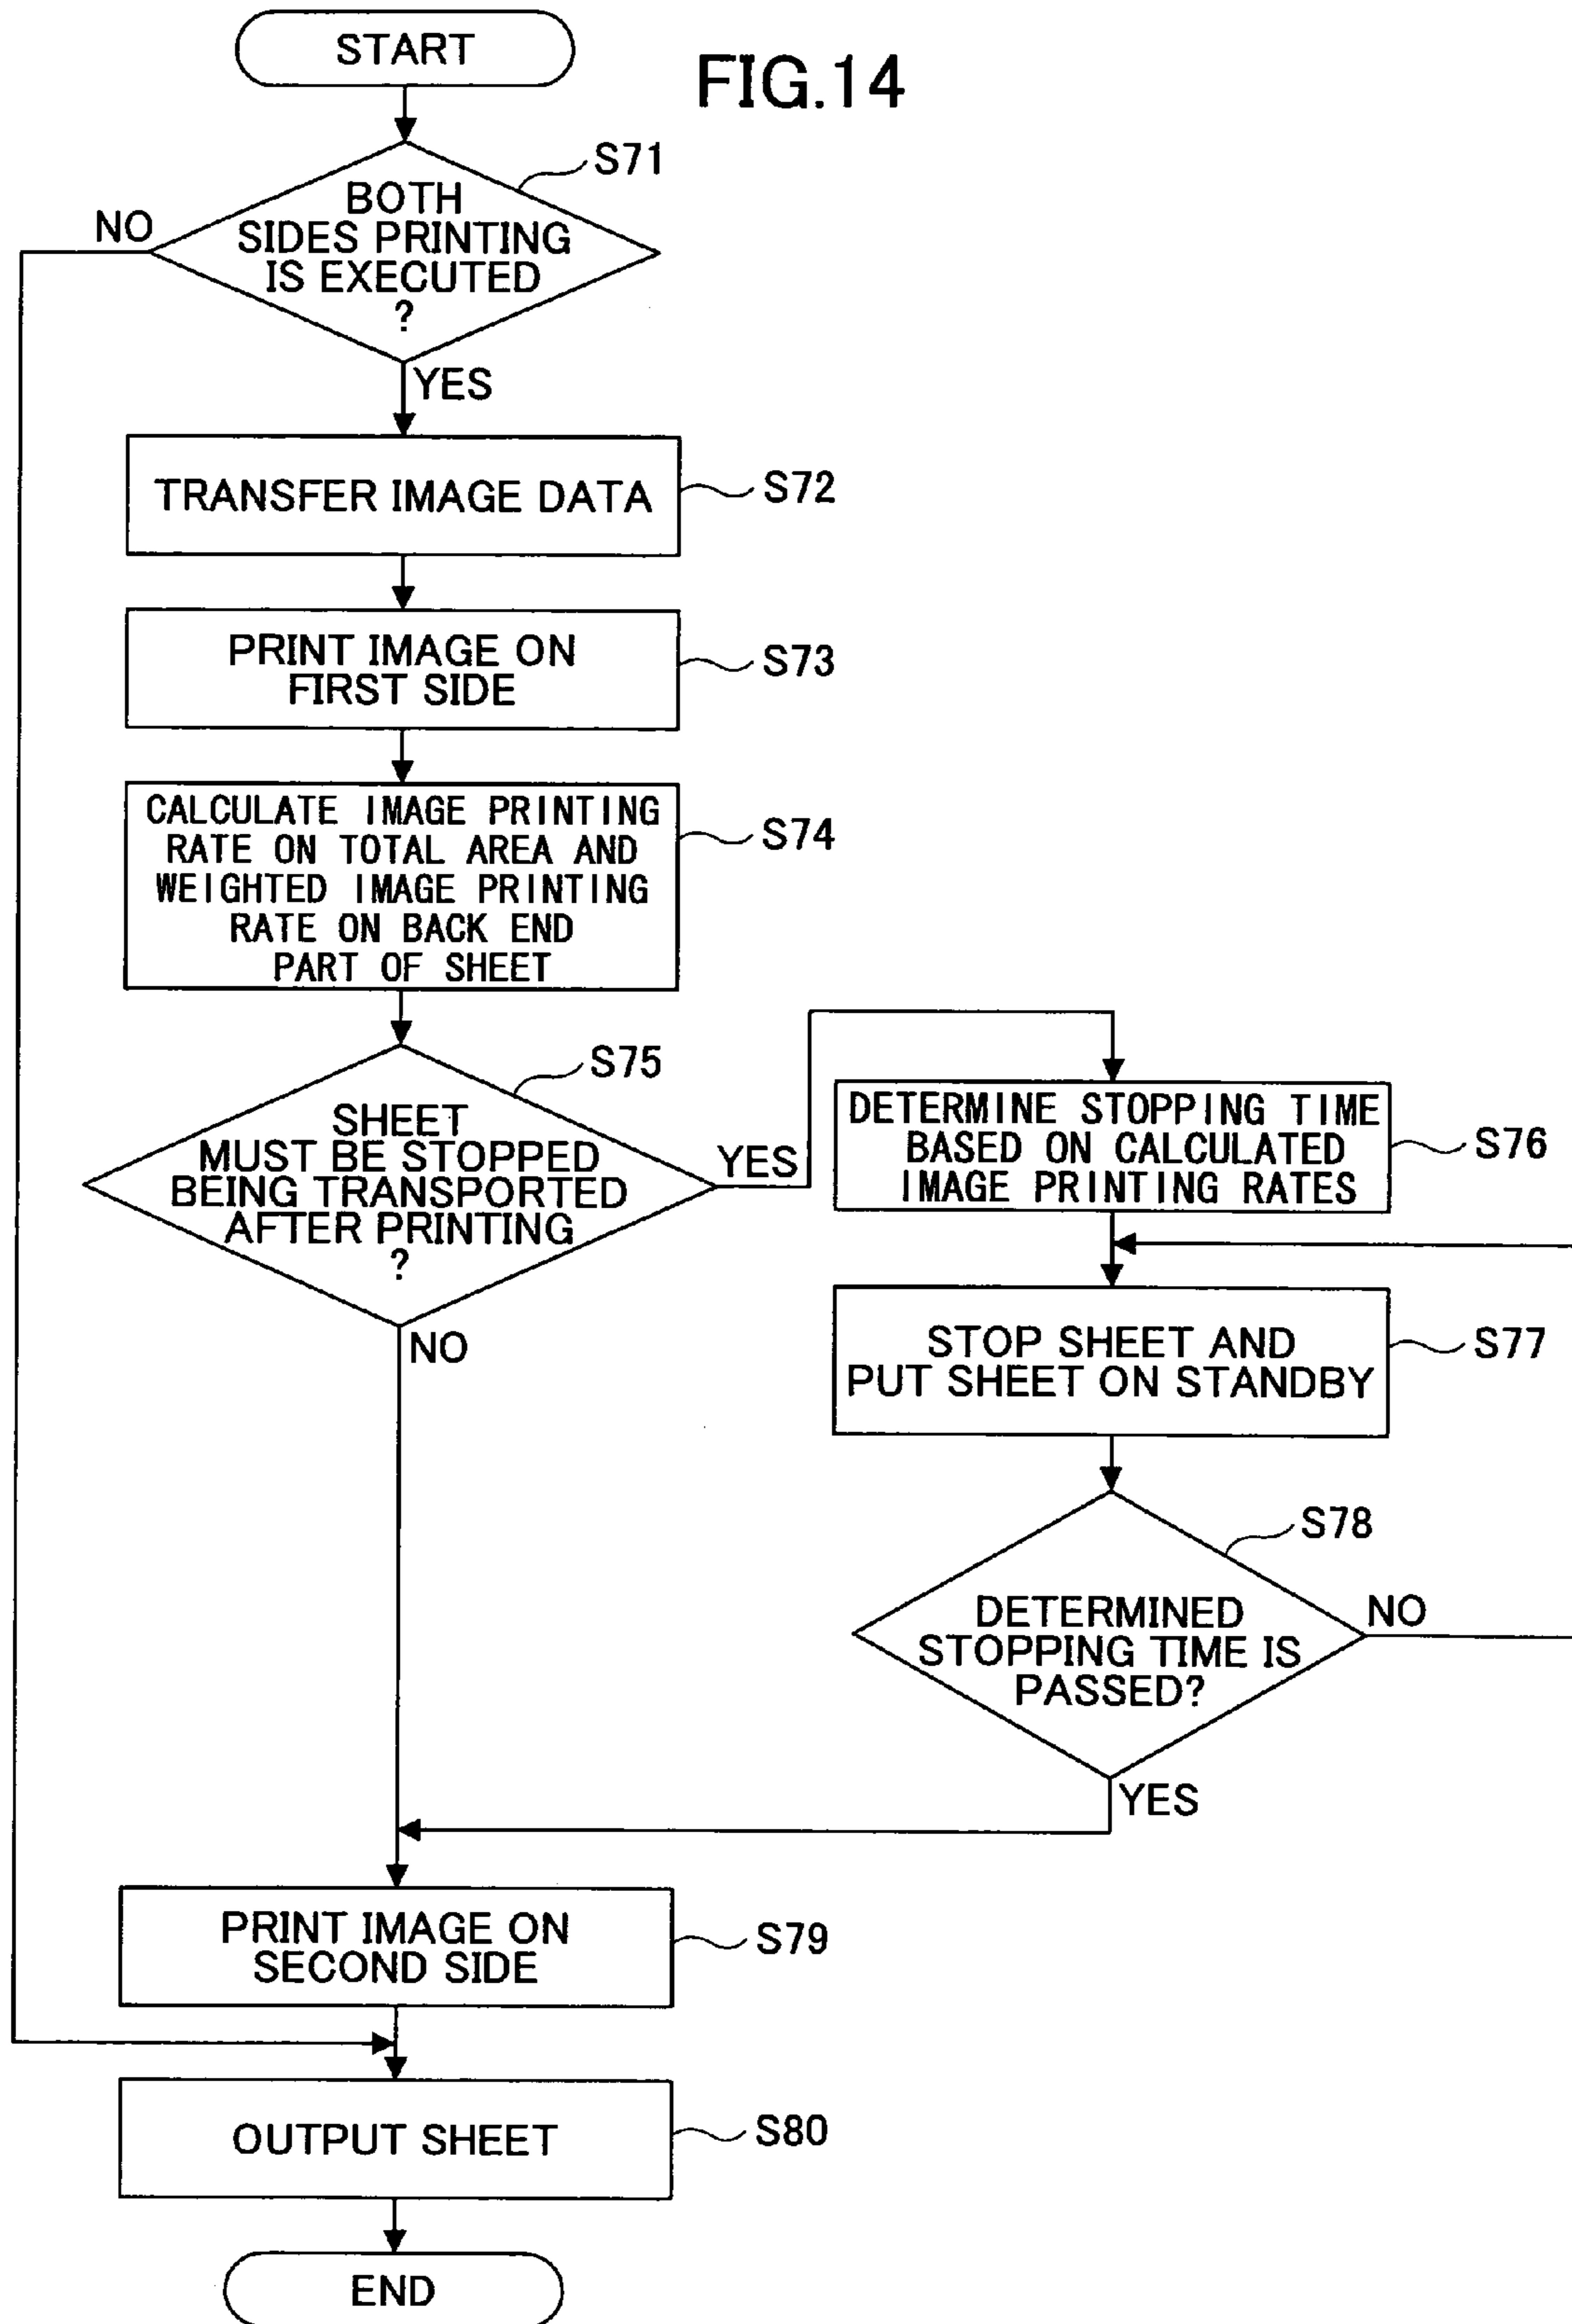 START
FIG.14
S71
BOTH
SIDES PRINTING
IS EXECUTED
?
NO
YES
TRANSFER IMAGE DATA
S72
PRINT IMAGE ON
FIRST SIDE
S73
CALCULATE IMAGE PRINTING
RATE ON TOTAL AREA AND
WEIGHTED IMAGE PRINTING
RATE ON BACK END
PART OF SHEET
S74
S75
SHEET
MUST BE STOPPED
BEING TRANSPORTED
AFTER PRINTING
?
YES
NO
DETERMINE STOPPING TIME
BASED ON CALCULATED
IMAGE PRINTING RATES
S76
STOP SHEET AND
PUT SHEET ON STANDBY
S77
S78
DETERMINED
STOPPING TIME IS
PASSED?
NO
YES
PRINT IMAGE ON
SECOND SIDE
S79
OUTPUT SHEET
S80
END